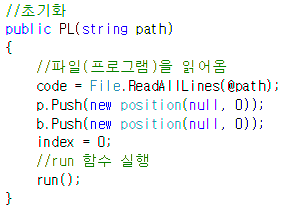 //초기화
public PL(string path)
{
//파일(프로그램)을 읽어옴
code = File.ReadAllLines(@path);
p.Push(new position(null, 0));
b.Push(new position(null, 0));
index = 0;
//run 함수 실행
run();
}